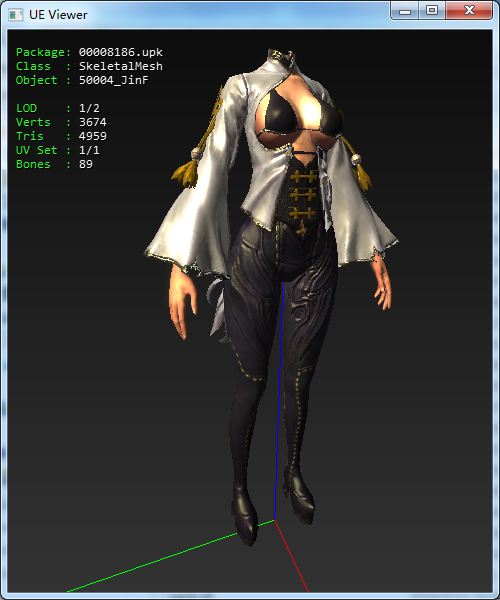 UE Viewer
Package: 00008186.upk
Class  : SkeletalMesh
Object : 50004_JinF
LOD    : 1/2
Verts  : 3674
Tris   : 4959
UV Set : 1/1
Bones  : 89